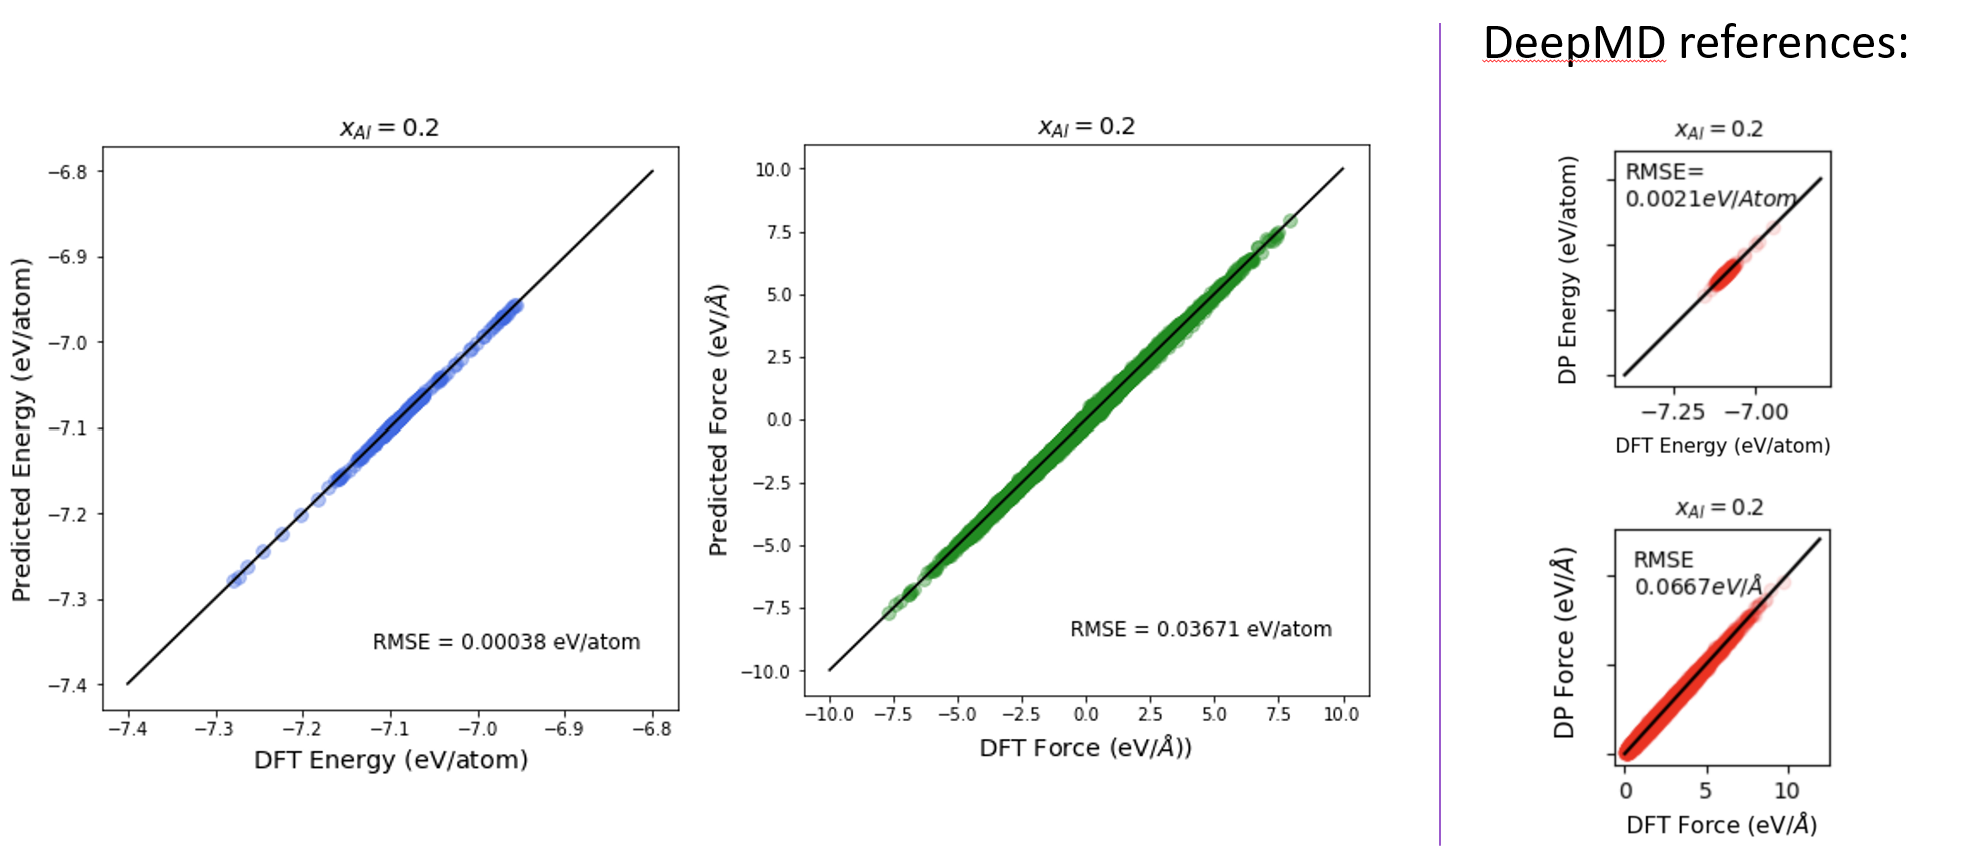 DeepMD references:
x_Al = 0.2
−6.8
−6.9
−7.0
−7.1
−7.2
−7.3
−7.4
Predicted Energy (eV/atom)
RMSE = 0.00038 eV/atom
−7.4 −7.3 −7.2 −7.1 −7.0 −6.9 −6.8
DFT Energy (eV/atom)
x_Al = 0.2
10.0
7.5
5.0
2.5
0.0
−2.5
−5.0
−7.5
−10.0
Predicted Force (eV/Å)
RMSE = 0.03671 eV/atom
−10.0 −7.5 −5.0 −2.5 0.0 2.5 5.0 7.5 10.0
DFT Force (eV/Å))
x_Al = 0.2
RMSE=
0.0021eV/Atom
DP Energy (eV/atom)
−7.25 −7.00
DFT Energy (eV/atom)
x_Al = 0.2
RMSE
0.0667eV/Å
DP Force (eV/Å)
0 5 10
DFT Force (eV/Å)